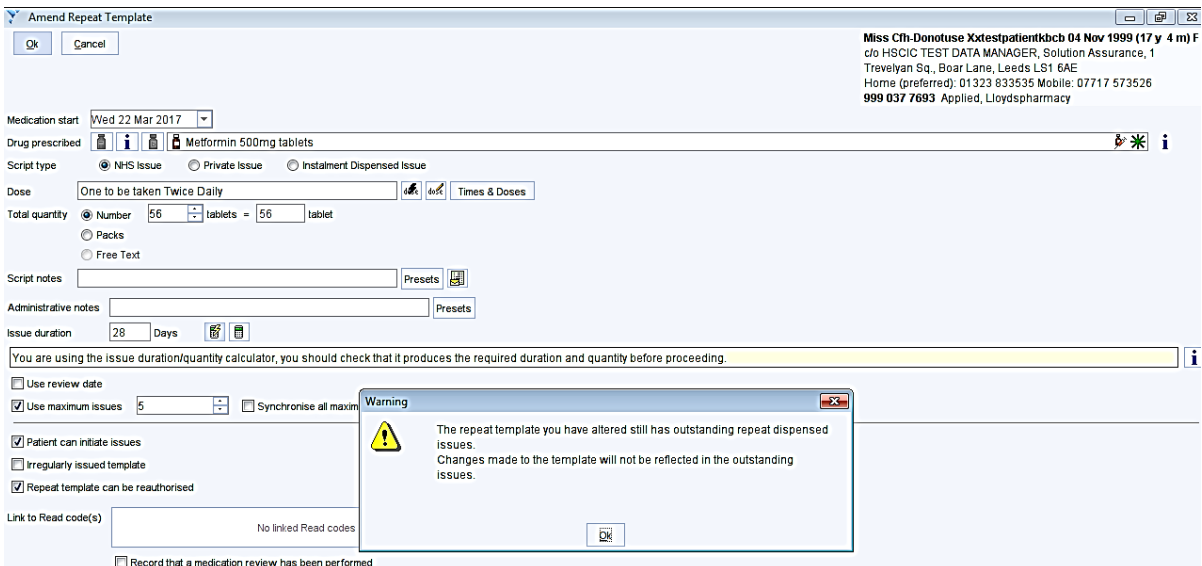 Amend Repeat Template
Ok Cancel
Miss Cfh-Donotuse Xxtestpatientkbcb 04 Nov 1999 (17 y 4 m) F
c/o HSCIC TEST DATA MANAGER, Solution Assurance, 1
Trevelyan Sq., Boar Lane, Leeds LS1 6AE
Home (preferred): 01323 833535 Mobile: 07717 573526
999 037 7693 Applied, Lloydspharmacy
Medication start Wed 22 Mar 2017
Drug prescribed i Metformin 500mg tablets i
Script type NHS Issue Private Issue Instalment Dispensed Issue
Dose One to be taken Twice Daily dose dose Times & Doses
Total quantity Number 56 tablets = 56 tablet
Packs
Free Text
Script notes Presets
Administrative notes Presets
Issue duration 28 Days
You are using the issue duration/quantity calculator, you should check that it produces the required duration and quantity before proceeding. i
Use review date
Use maximum issues 5 Synchronise all maxim
Patient can initiate issues
Irregularly issued template
Repeat template can be reauthorised
Link to Read code(s) No linked Read codes
Record that a medication review has been performed
Warning
The repeat template you have altered still has outstanding repeat dispensed
issues.
Changes made to the template will not be reflected in the outstanding
issues.
Ok